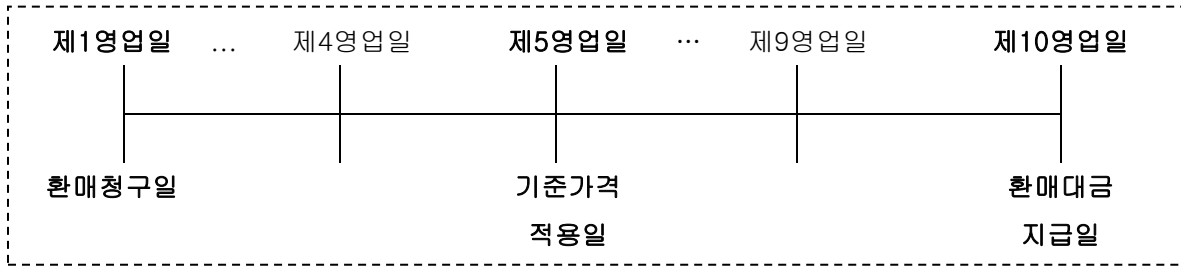 제1영업일 … 제4영업일 제5영업일 … 제9영업일 제10영업일
환매청구일 기준가격 환매대금
적용일 지급일